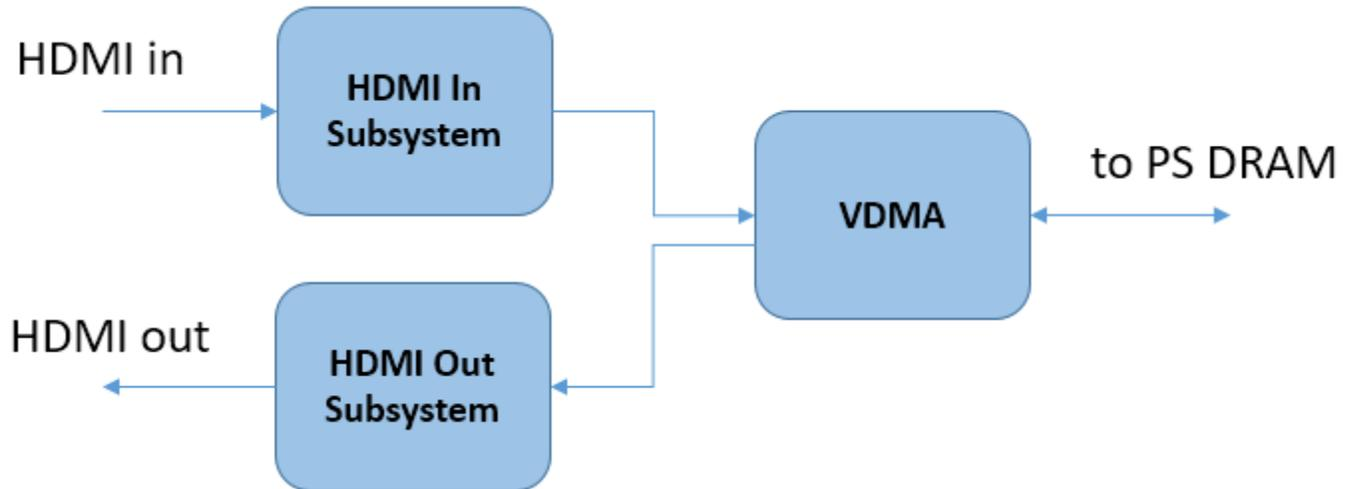 HDMI in
HDMI In
Subsystem
VDMA
to PS DRAM
HDMI out
HDMI Out
Subsystem